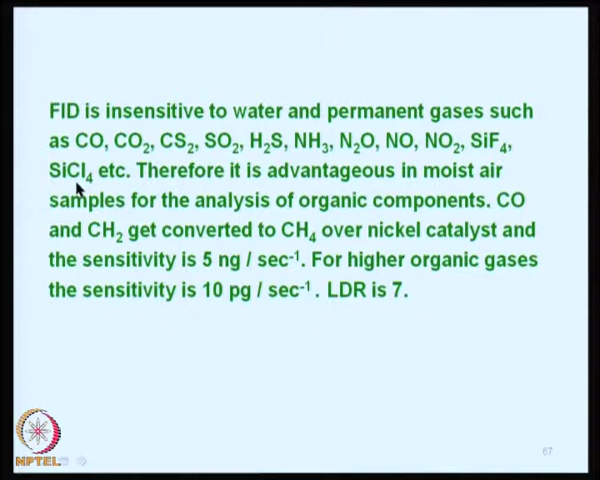 FID is insensitive to water and permanent gases such
as CO, CO₂, CS₂, SO₂, H₂S, NH₃, N₂O, NO, NO₂, SiF₄,
SiCl₄ etc. Therefore it is advantageous in moist air
samples for the analysis of organic components. CO
and CH₂ get converted to CH₄ over nickel catalyst and
the sensitivity is 5 ng / sec⁻¹. For higher organic gases
the sensitivity is 10 pg / sec⁻¹ . LDR is 7.
67
NPTEL